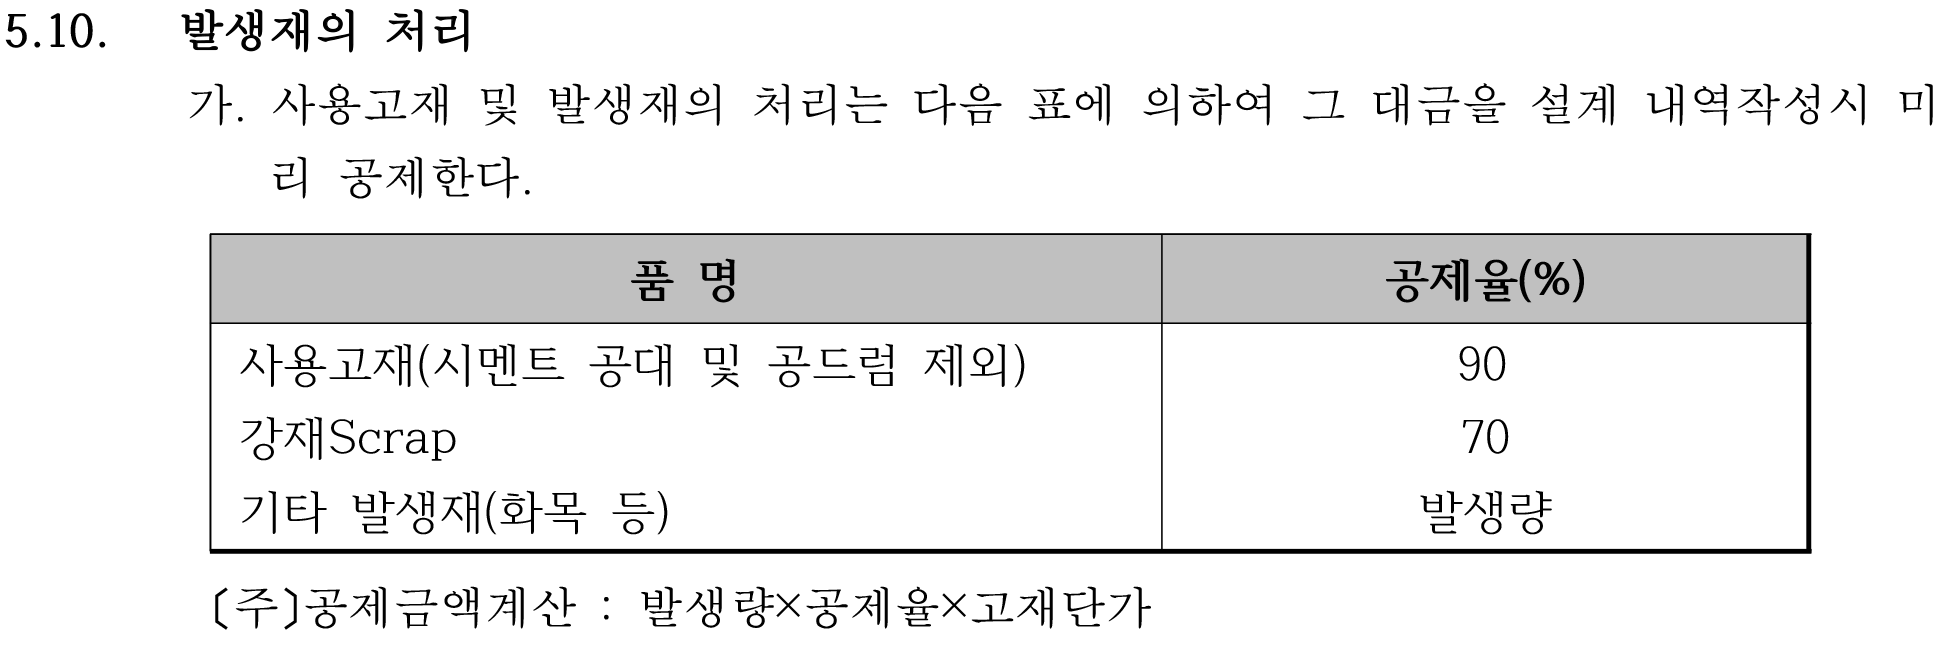 5.10. 발생재의 처리
가. 사용고재 및 발생재의 처리는 다음 표에 의하여 그 대금을 설계 내역작성시 미
리 공제한다.
품 명 공제율(%)
사용고재(시멘트 공대 및 공드럼 제외) 90
강재Scrap 70
기타 발생재(화목 등) 발생량
〔주〕공제금액계산 : 발생량×공제율×고재단가